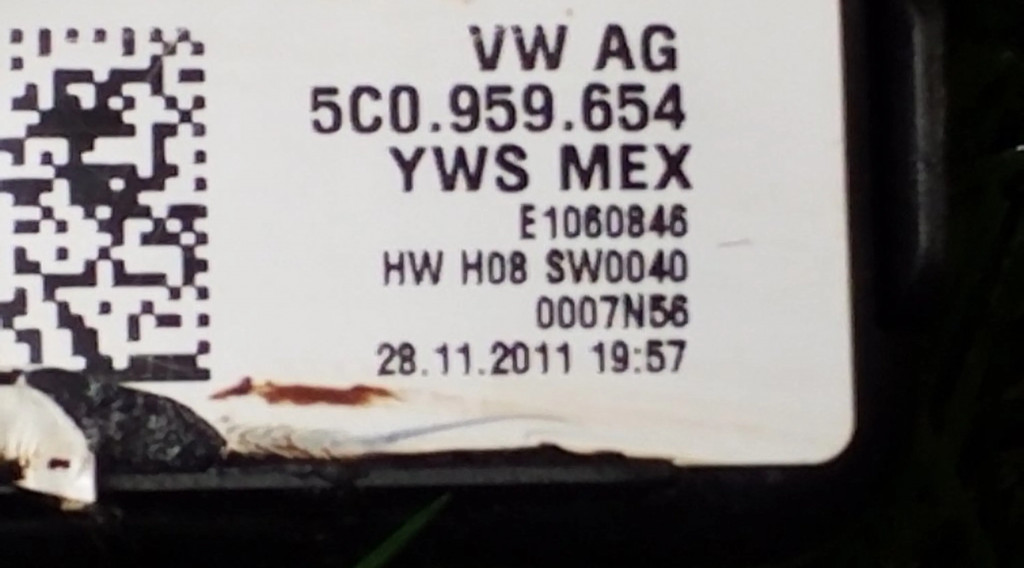 VW AG
5C0.959.654
YWS MEX
E1060846
HW H08 SW0040
0007N56
28.11.2011 19:57